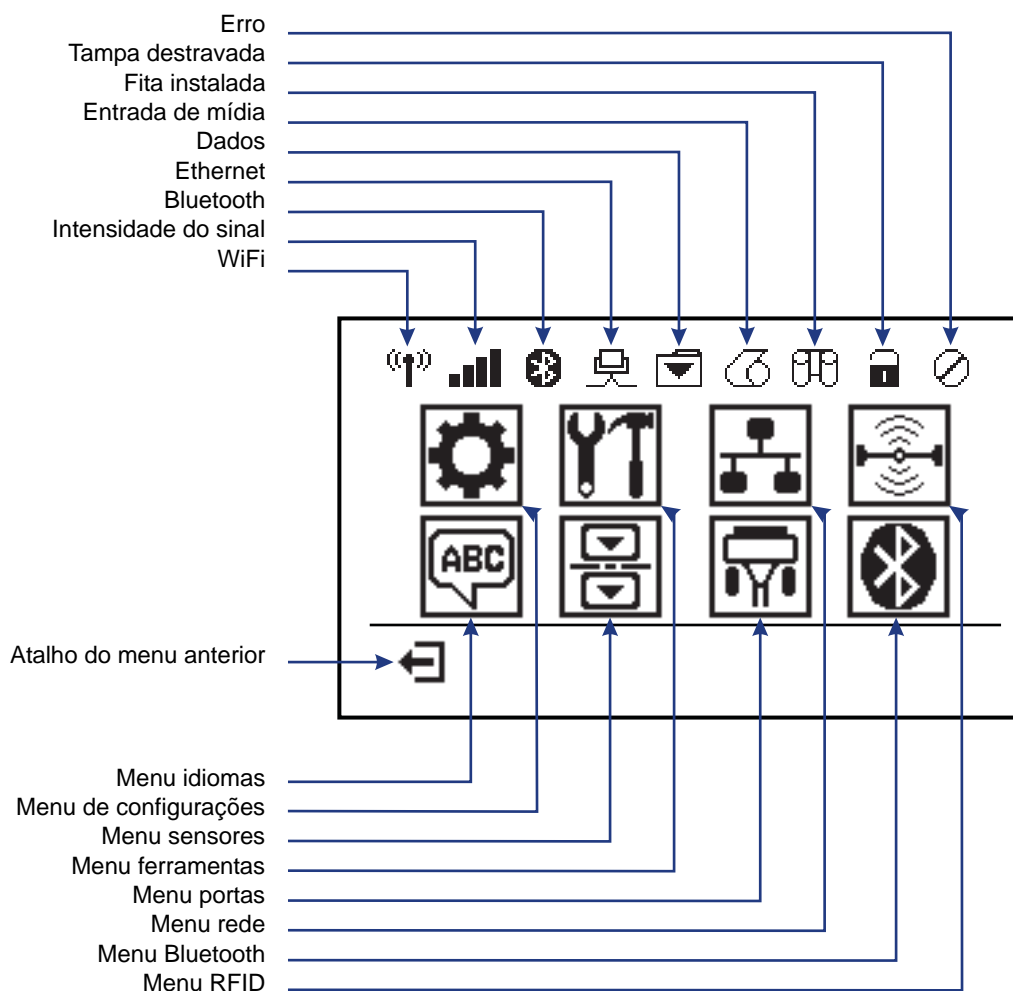 Erro
Tampa destravada
Fita instalada
Entrada de mídia
Dados
Ethernet
Bluetooth
Intensidade do sinal
WiFi
ABC
Atalho do menu anterior
Menu idiomas
Menu de configurações
Menu sensores
Menu ferramentas
Menu portas
Menu rede
Menu Bluetooth
Menu RFID